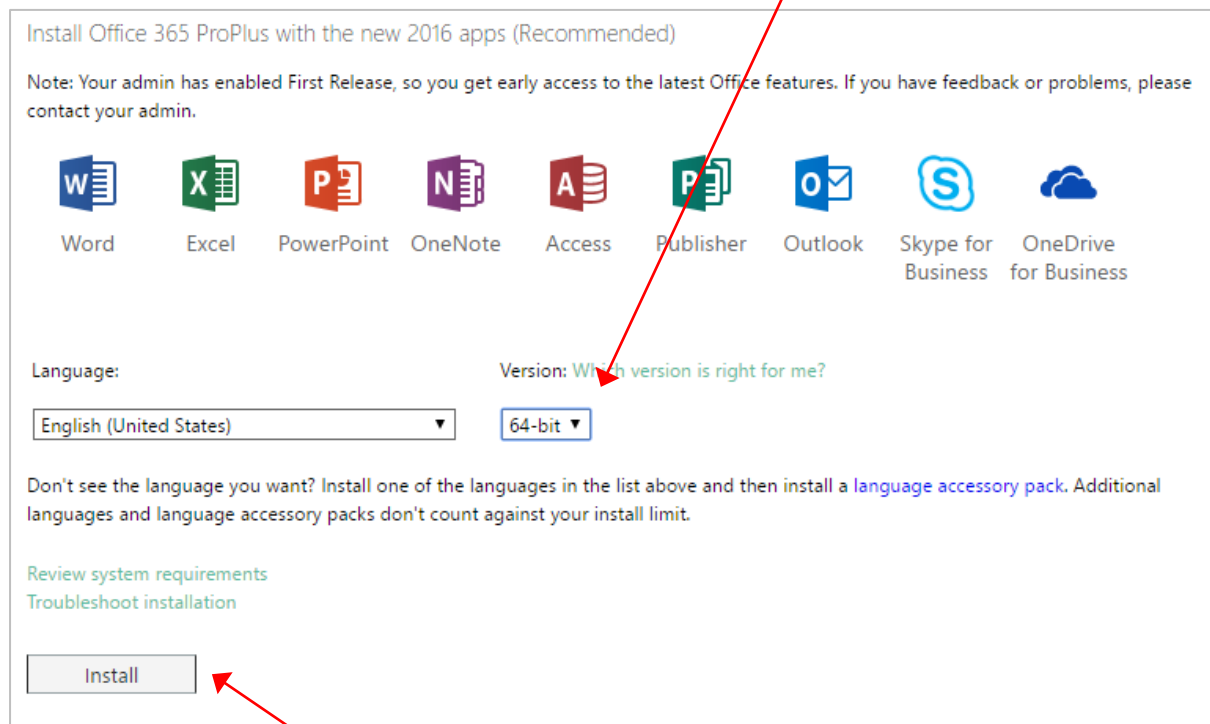 Install Office 365 ProPlus with the new 2016 apps (Recommended)
Note: Your admin has enabled First Release, so you get early access to the latest Office features. If you have feedback or problems, please
contact your admin.
W X P N A P O S
Word Excel PowerPoint OneNote Access Publisher Outlook Skype for Business OneDrive for Business
Language: Version: Which version is right for me?
English (United States) 64-bit
Don't see the language you want? Install one of the languages in the list above and then install a language accessory pack. Additional
languages and language accessory packs don't count against your install limit.
Review system requirements
Troubleshoot installation
Install